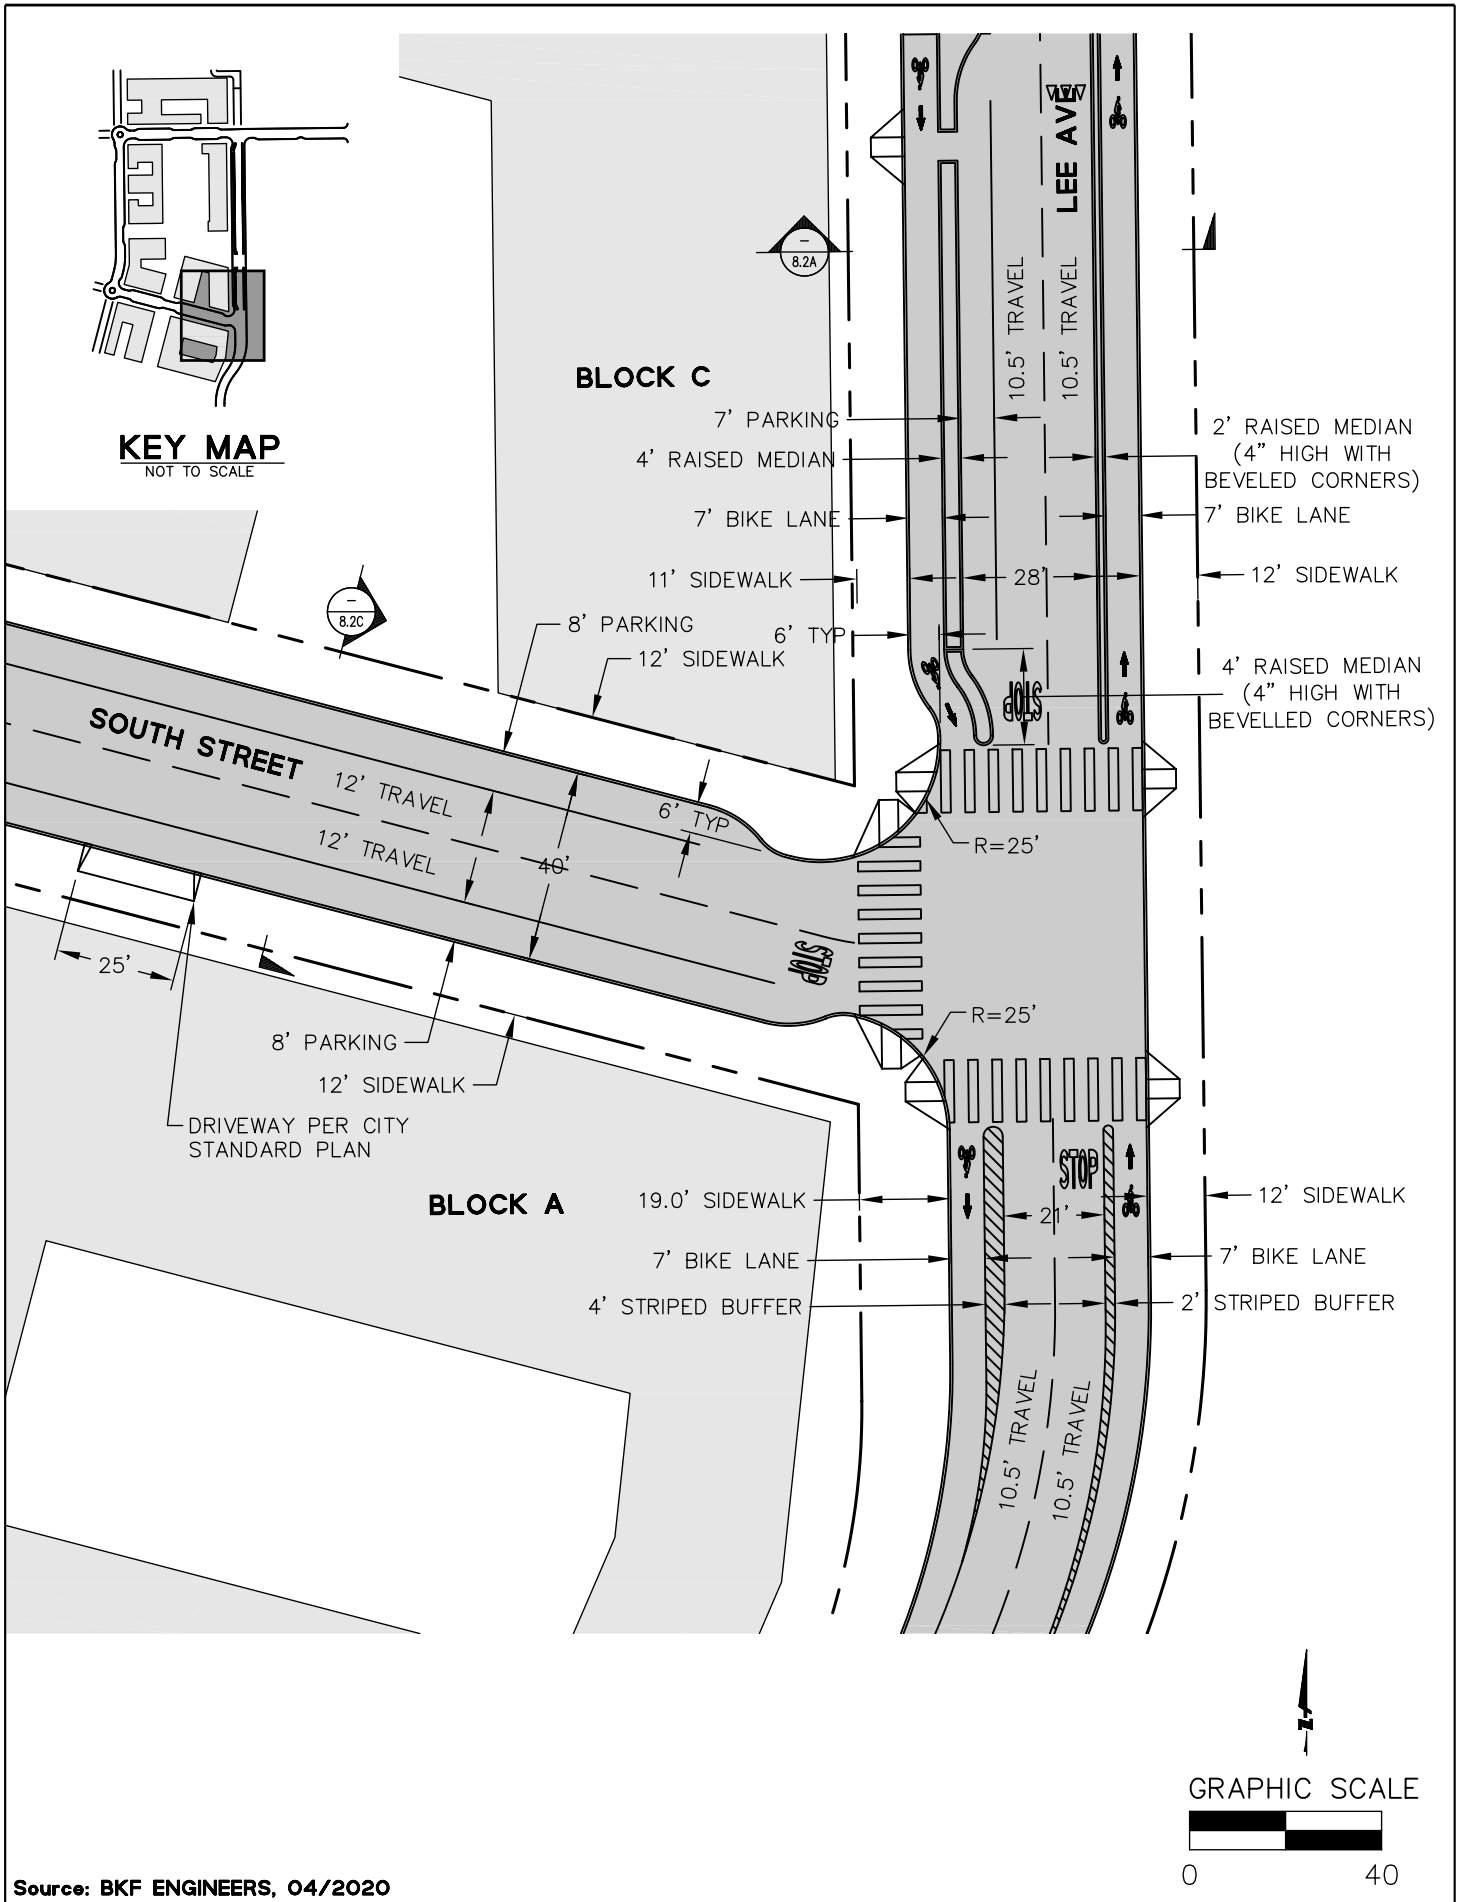 KEY MAP
NOT TO SCALE
LEE AVE
–
8.2A
10.5' TRAVEL
10.5' TRAVEL
BLOCK C
7' PARKING
4' RAISED MEDIAN
7' BIKE LANE
11' SIDEWALK
6' TYP
28'
2' RAISED MEDIAN
(4" HIGH WITH
BEVELED CORNERS)
7' BIKE LANE
12' SIDEWALK
4' RAISED MEDIAN
(4" HIGH WITH
BEVELLED CORNERS)
STOP
–
8.2C
8' PARKING
12' SIDEWALK
SOUTH STREET
12' TRAVEL
12' TRAVEL
6' TYP
40'
R=25'
STOP
25'
R=25'
8' PARKING
12' SIDEWALK
DRIVEWAY PER CITY
STANDARD PLAN
BLOCK A
19.0' SIDEWALK
7' BIKE LANE
4' STRIPED BUFFER
STOP
21'
12' SIDEWALK
7' BIKE LANE
2' STRIPED BUFFER
10.5' TRAVEL
10.5' TRAVEL
Z
GRAPHIC SCALE
0 40
Source: BKF ENGINEERS, 04/2020